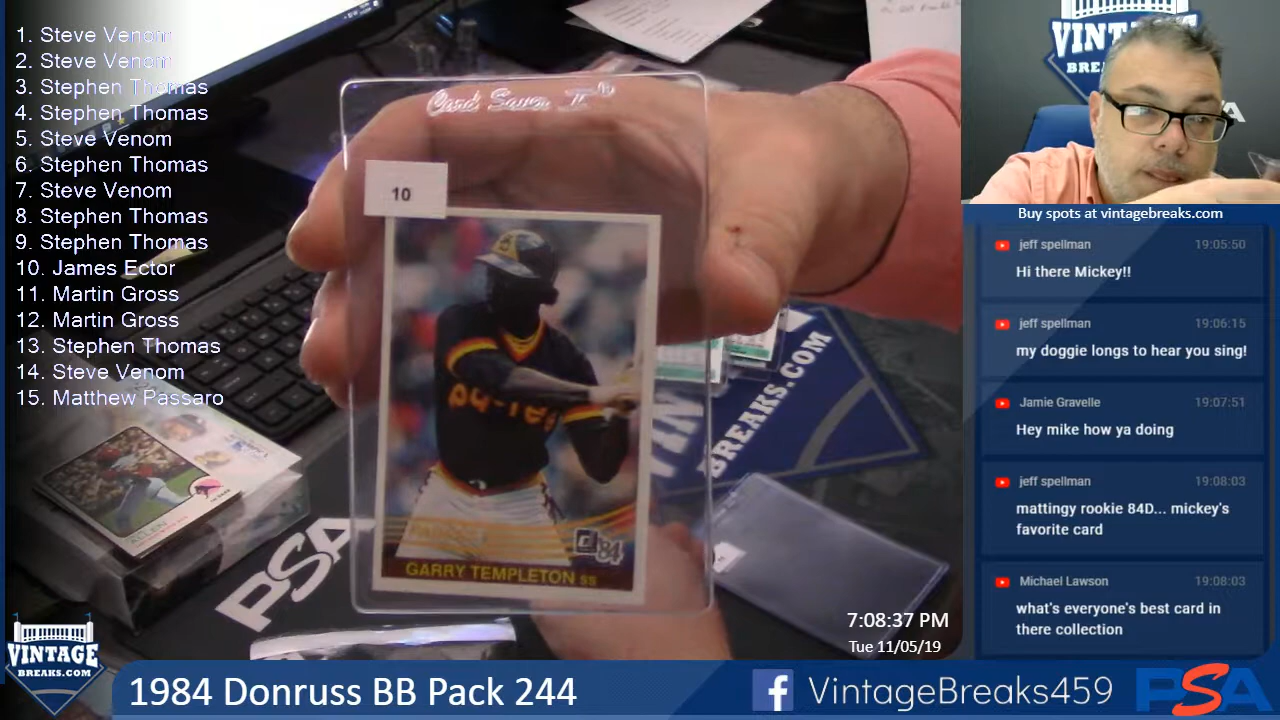 1. Steve Venom
2. Steve Venom
3. Stephen Thomas
4. Stephen Thomas
5. Steve Venom
6. Stephen Thomas
7. Steve Venom
8. Stephen Thomas
9. Stephen Thomas
10. James Ector
11. Martin Gross
12. Martin Gross
13. Stephen Thomas
14. Steve Venom
15. Matthew Passaro
Card Saver II
10
Padres
84
GARRY TEMPLETON SS
ALLEN
PSA
BREAKS.COM
7:08:37 PM
Tue 11/05/19
VINT
BRE
Buy spots at vintagebreaks.com
jeff spellman 19:05:50
Hi there Mickey!!
jeff spellman 19:06:15
my doggie longs to hear you sing!
Jamie Gravelle 19:07:51
Hey mike how ya doing
jeff spellman 19:08:03
mattingy rookie 84D... mickey's
favorite card
Michael Lawson 19:08:03
what's everyone's best card in
there collection
VINTAGE
BREAKS.COM
1984 Donruss BB Pack 244
f VintageBreaks459
PSA